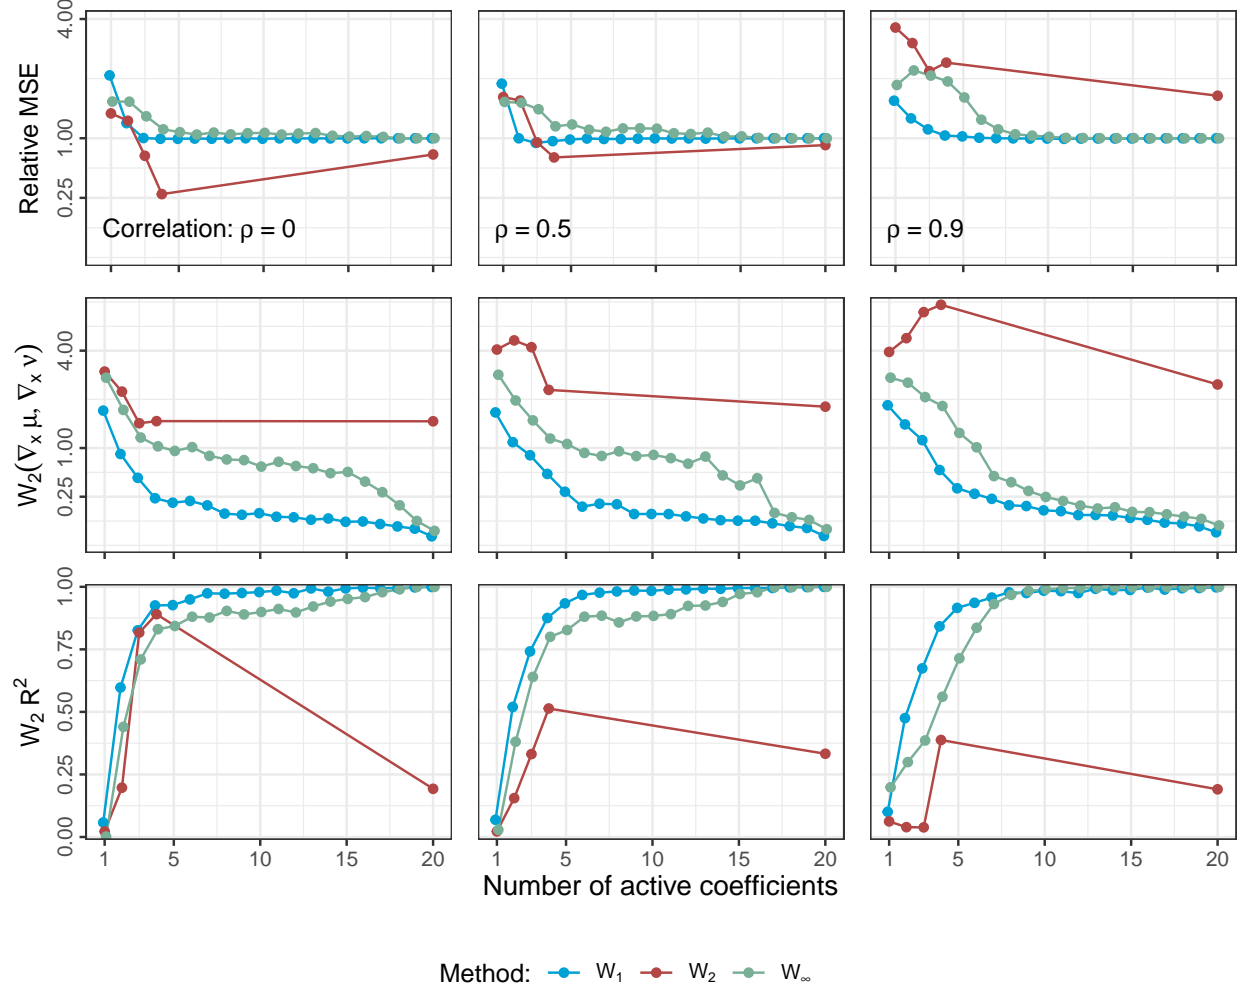 Relative MSE
4.00
1.00
0.25
Correlation: ρ = 0
ρ = 0.5
ρ = 0.9
W₂(∇ₓ μ, ∇ₓ ν)
4.00
1.00
0.25
W₂ R²
1.00
0.75
0.50
0.25
0.00
1 5 10 15 20
1 5 10 15 20
1 5 10 15 20
Number of active coefficients
Method: W₁ W₂ W∞